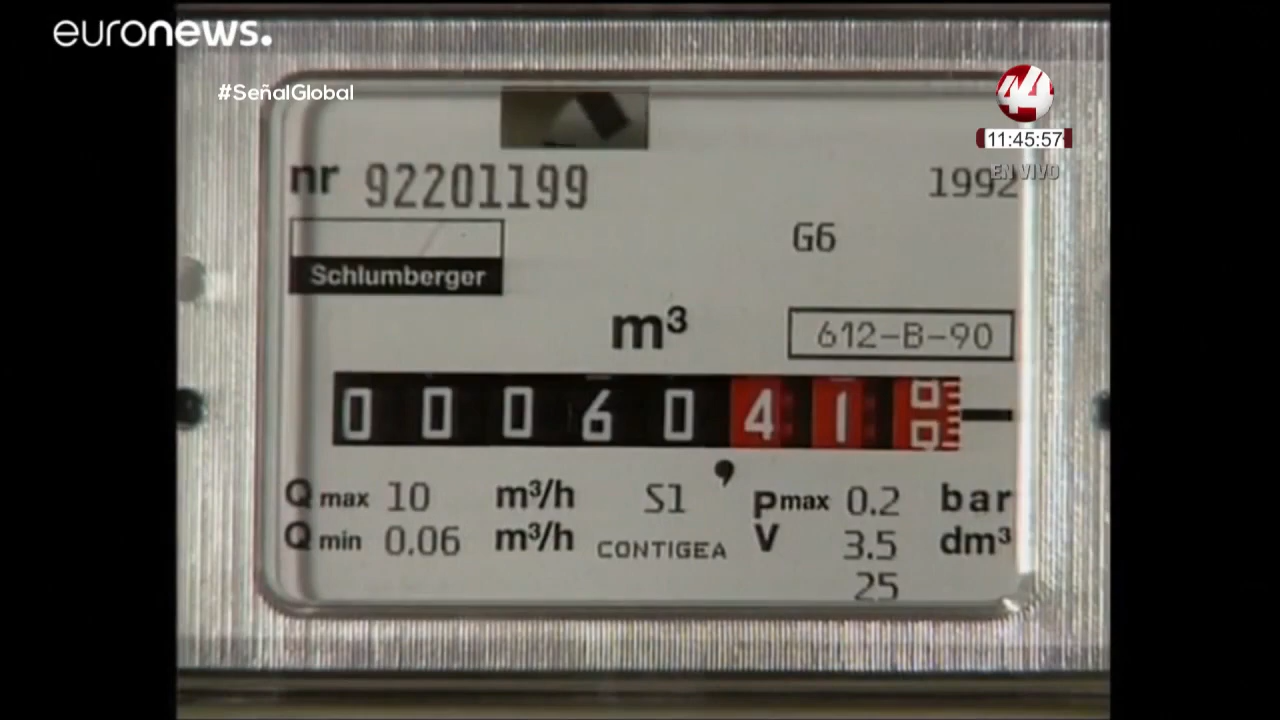 euronews.
#SeñalGlobal
44
11:45:57
EN VIVO
nr 92201199
1992
G6
Schlumberger
m³
612-B-90
0 0 0 6 0 4 1
Q max 10 m³/h S1 Pmax 0.2 bar
Q min 0.06 m³/h CONTIGEA V 3.5 dm³
25